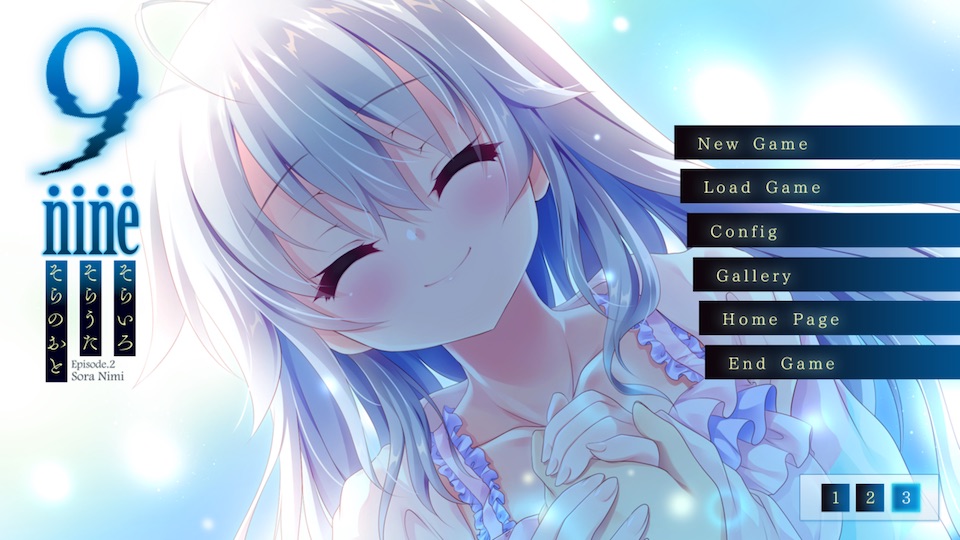 9
nine
そらいろ
そらうた
そらのおと
Episode.2
Sora Nimi
New Game
Load Game
Config
Gallery
Home Page
End Game
1 2 3